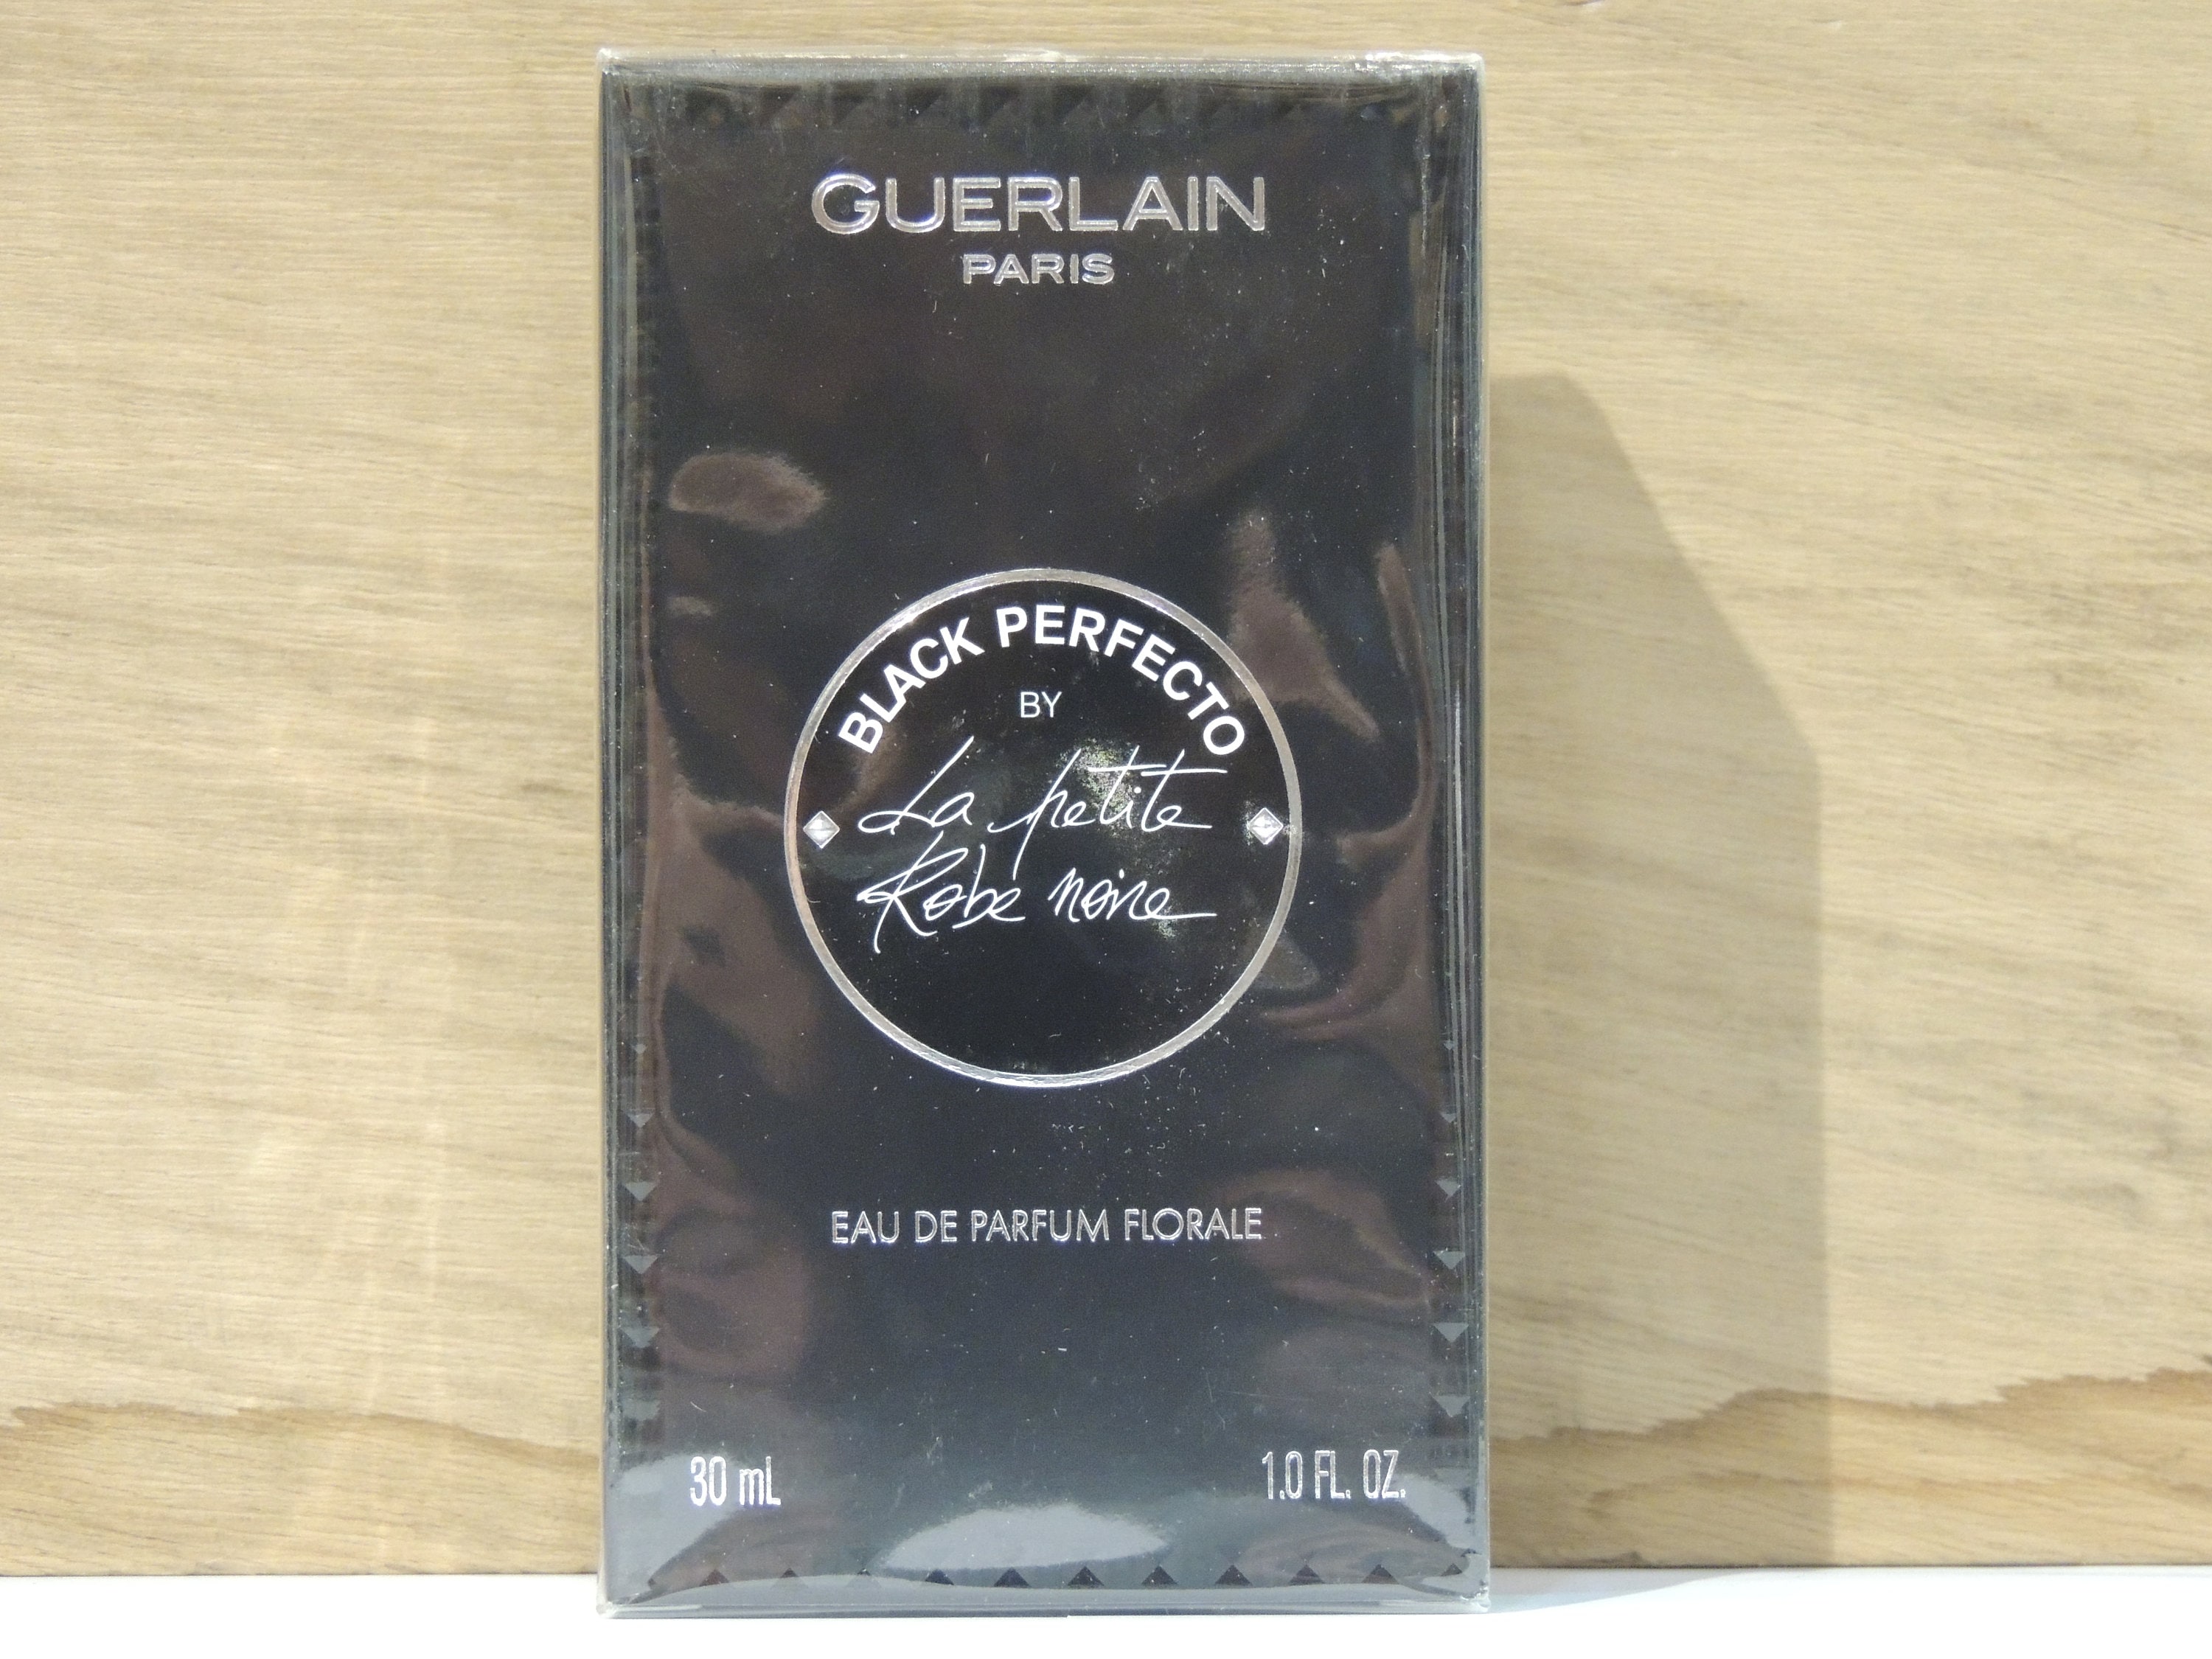 GUERLAIN
PARIS
BLACK PERFECTO
BY
La petite
Robe noire
EAU DE PARFUM FLORALE
30 mL
1.0 FL. OZ.